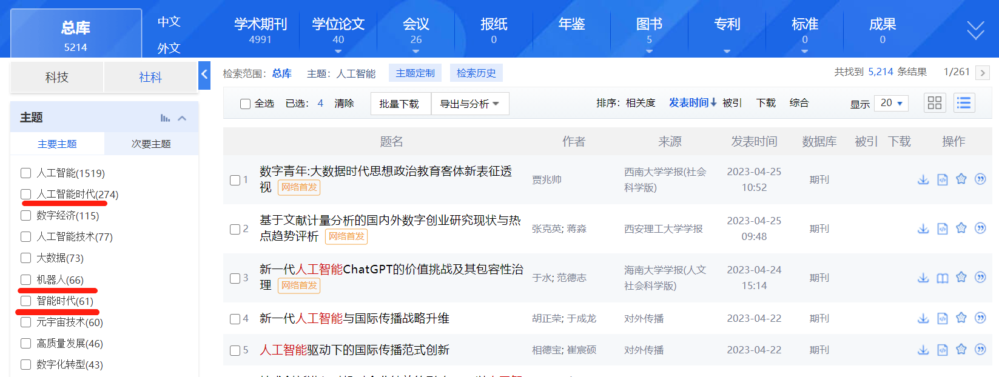 总库
5214
中文
外文
学术期刊
4991
学位论文
40
会议
26
报纸
0
年鉴
图书
5
专利
标准
0
成果
0
科技
社科
检索范围：总库 主题：人工智能 主题定制 检索历史
共找到 5,214 条结果 1/261
全选 已选：4 清除 批量下载 导出与分析
排序：相关度 发表时间↓ 被引 下载 综合 显示 20
主题
主要主题 次要主题
人工智能(1519)
人工智能时代(274)
数字经济(115)
人工智能技术(77)
大数据(73)
机器人(66)
智能时代(61)
元宇宙技术(60)
高质量发展(46)
数字化转型(43)
题名 作者 来源 发表时间 数据库 被引 下载 操作
1 数字青年:大数据时代思想政治教育客体新表征透
视 网络首发
贾兆帅
西南大学学报(社会
科学版)
2023-04-25
10:52
期刊
2 基于文献计量分析的国内外数字创业研究现状与热
点趋势评析 网络首发
张克英; 蒋淼
西安理工大学学报
2023-04-25
09:48
期刊
3 新一代人工智能ChatGPT的价值挑战及其包容性治
理 网络首发
于水; 范德志
海南大学学报(人文
社会科学版)
2023-04-24
15:14
期刊
4 新一代人工智能与国际传播战略升维 胡正荣; 于成龙 对外传播 2023-04-22 期刊
5 人工智能驱动下的国际传播范式创新 相德宝; 崔宸硕 对外传播 2023-04-22 期刊